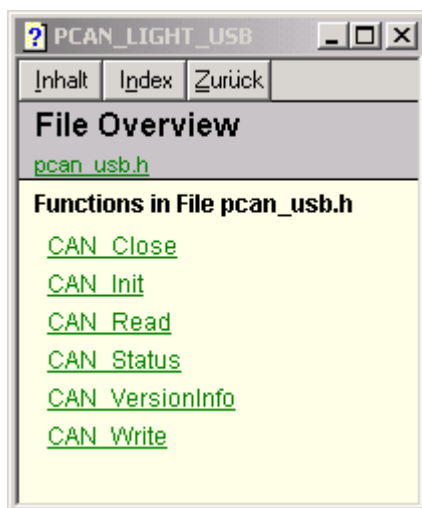 PCAN_LIGHT_USB
Inhalt Index Zurück
File Overview
pcan_usb.h
Functions in File pcan_usb.h
CAN_Close
CAN_Init
CAN_Read
CAN_Status
CAN_VersionInfo
CAN_Write